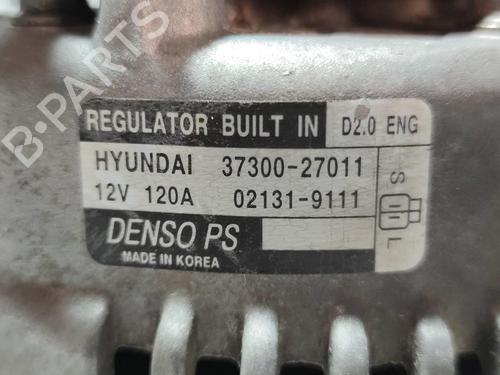 REGULATOR BUILT IN D2.0 ENG
HYUNDAI 37300-27011
12V 120A 02131-9111
DENSO PS
MADE IN KOREA
S
L
B-Parts